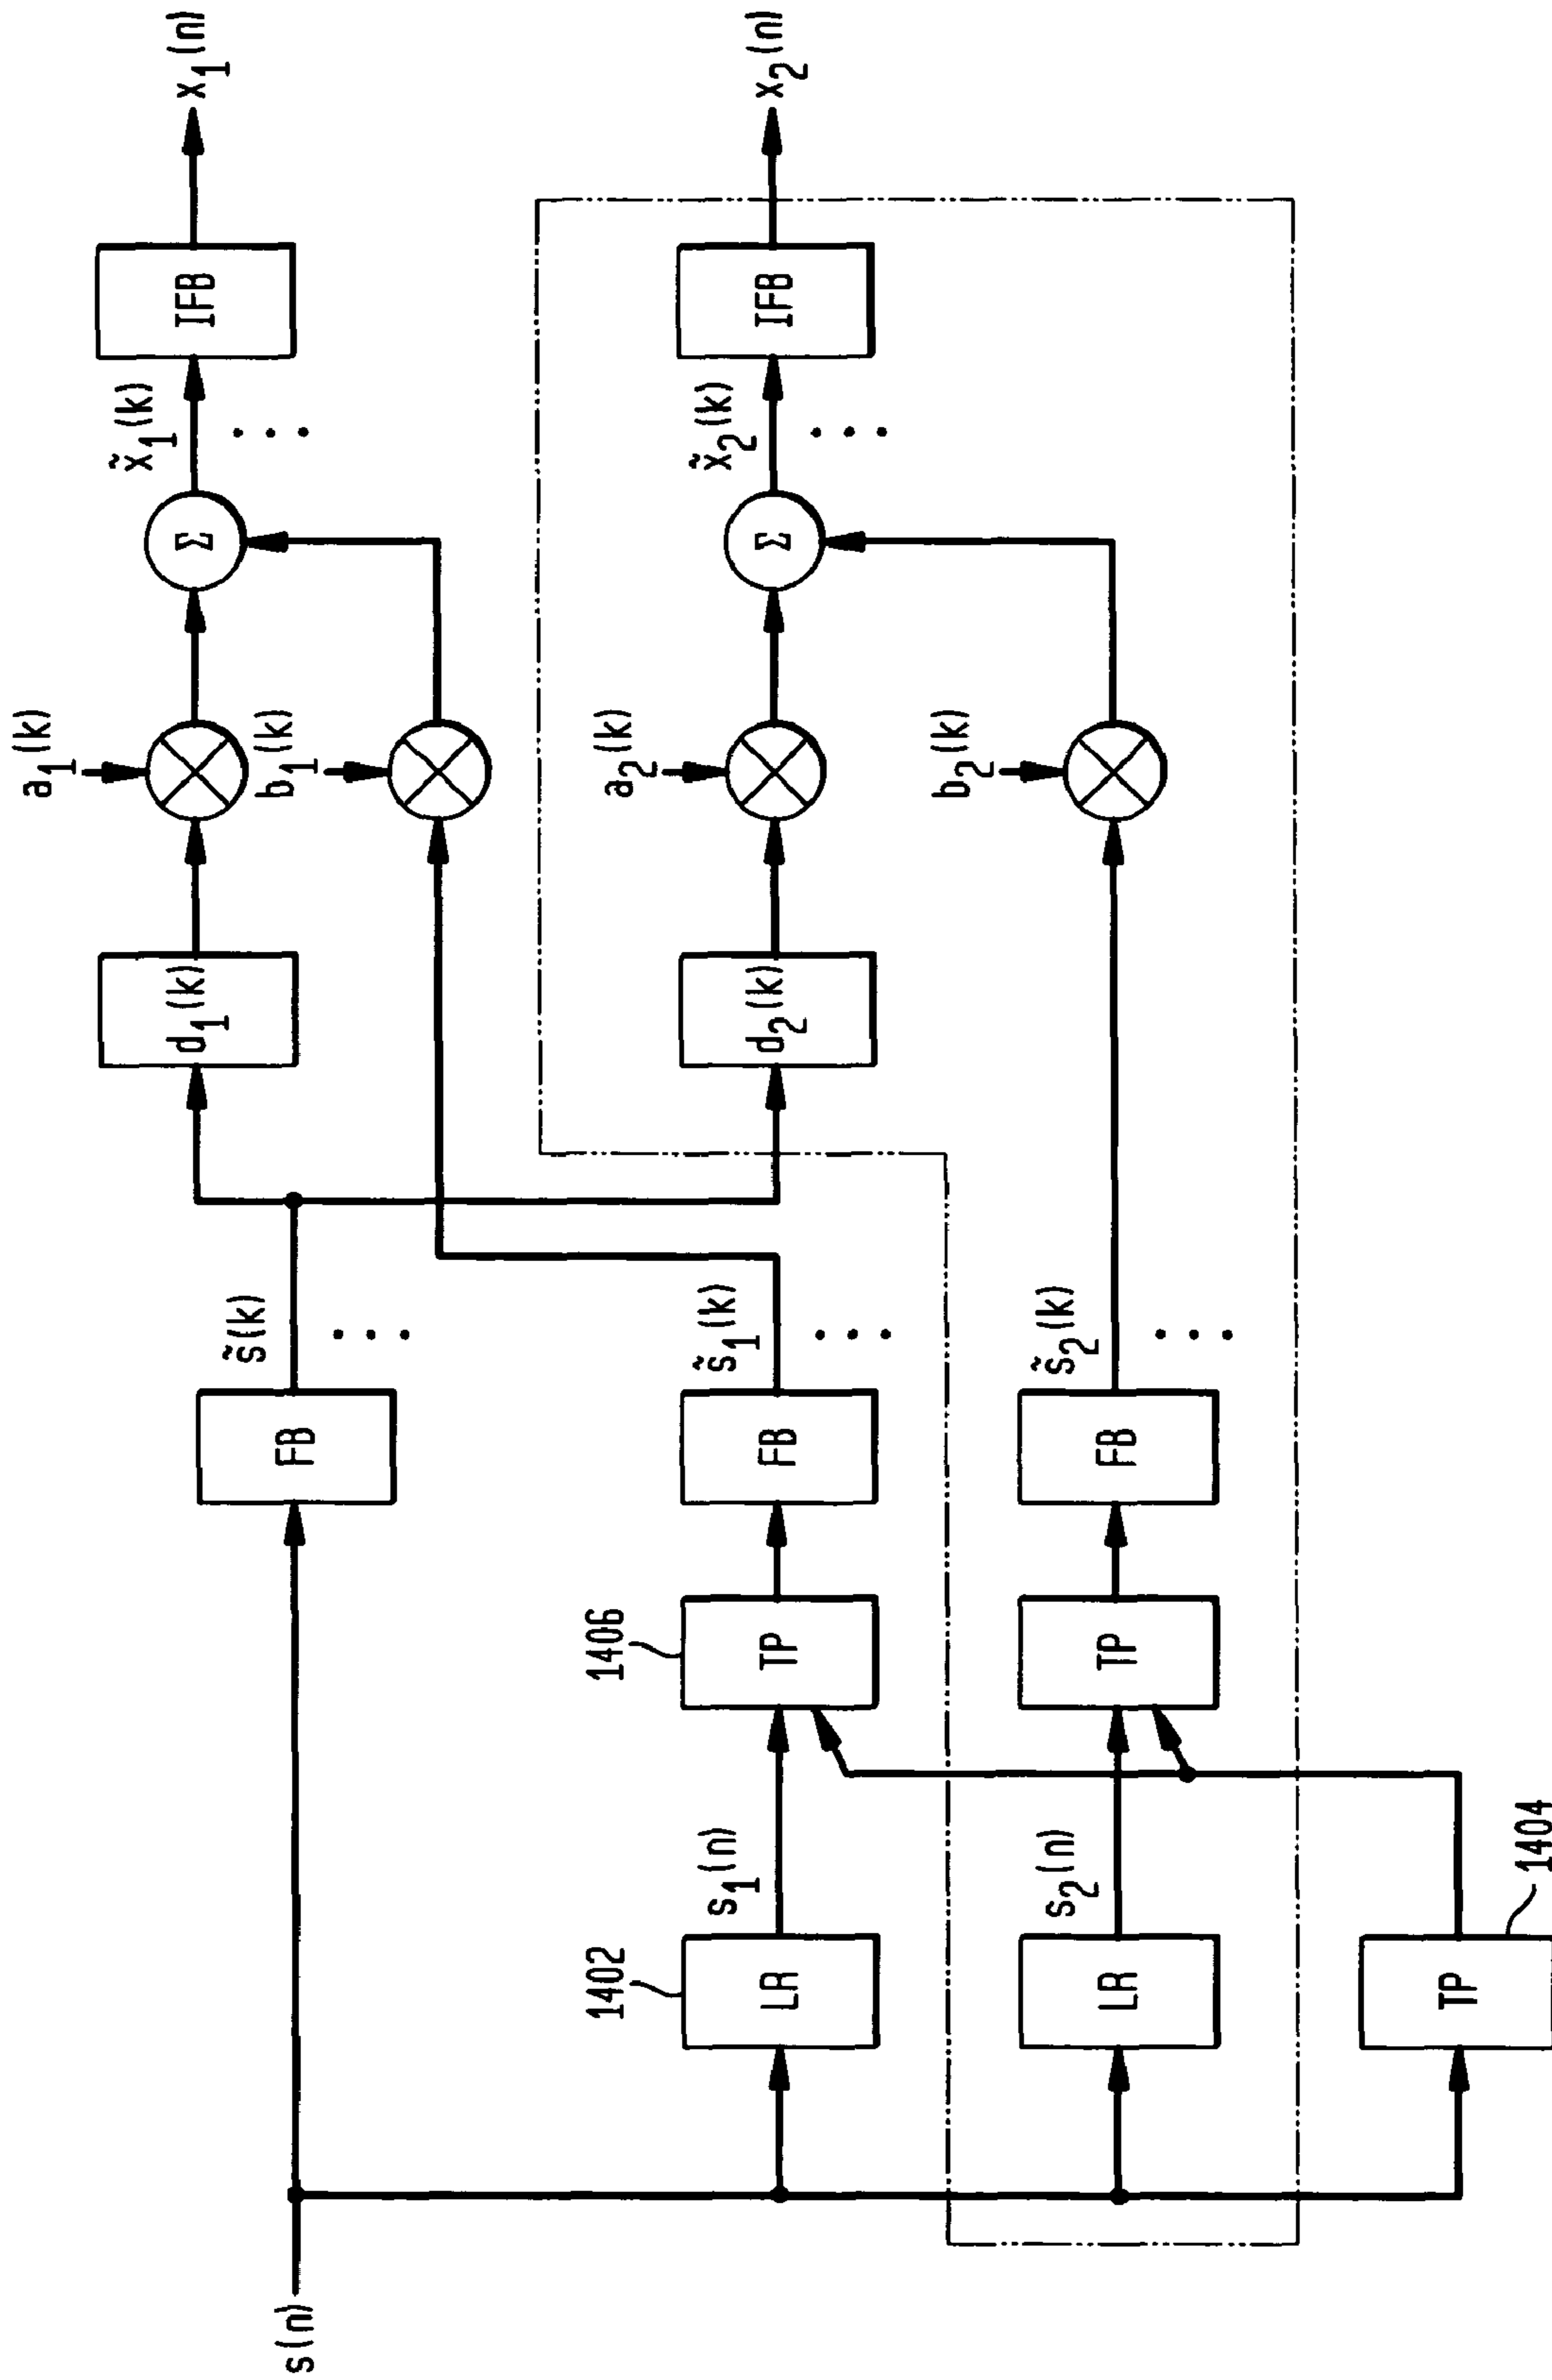 a₁(k)
d₁(k)
Σ
x̃₁(k)
IFB
x₁(n)
s(n)
FB
s̃(k)
b₁(k)
1402
LR
s₁(n)
1406
TP
FB
s̃₁(k)
a₂(k)
d₂(k)
Σ
x̃₂(k)
IFB
x₂(n)
LR
s₂(n)
TP
FB
s̃₂(k)
b₂(k)
TP
1404